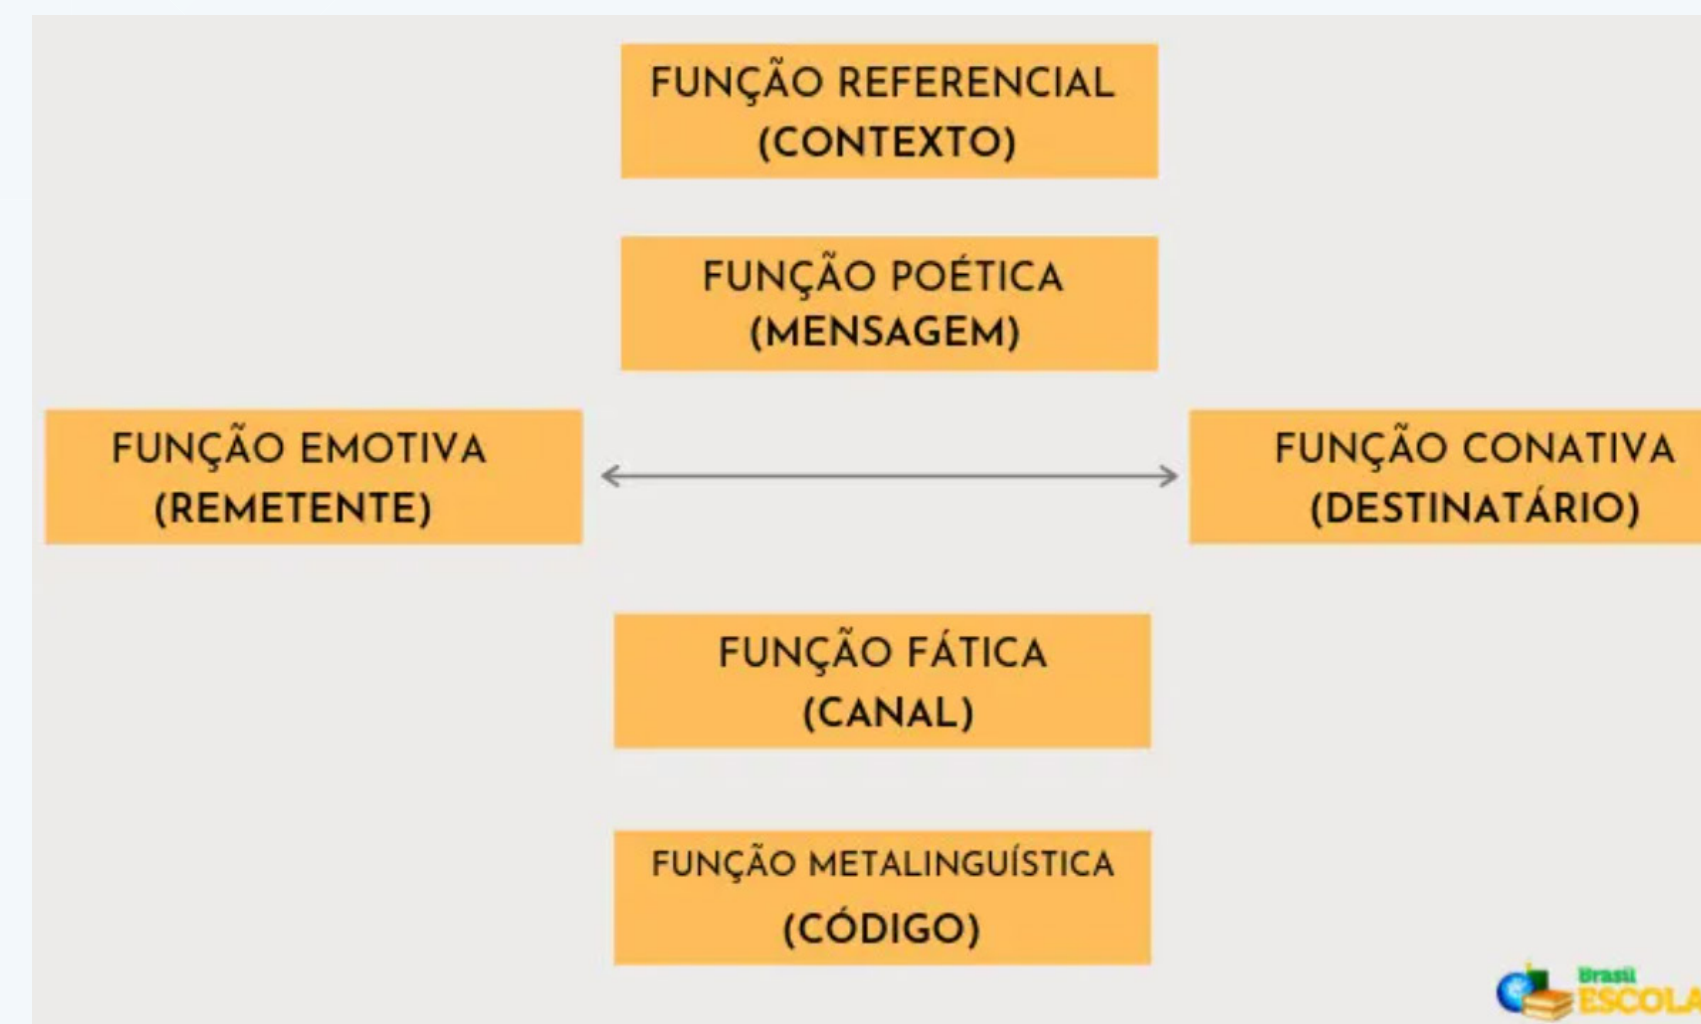 FUNÇÃO REFERENCIAL
(CONTEXTO)
FUNÇÃO POÉTICA
(MENSAGEM)
FUNÇÃO EMOTIVA
(REMETENTE)
FUNÇÃO CONATIVA
(DESTINATÁRIO)
FUNÇÃO FÁTICA
(CANAL)
FUNÇÃO METALINGUÍSTICA
(CÓDIGO)
Brasil
ESCOLA